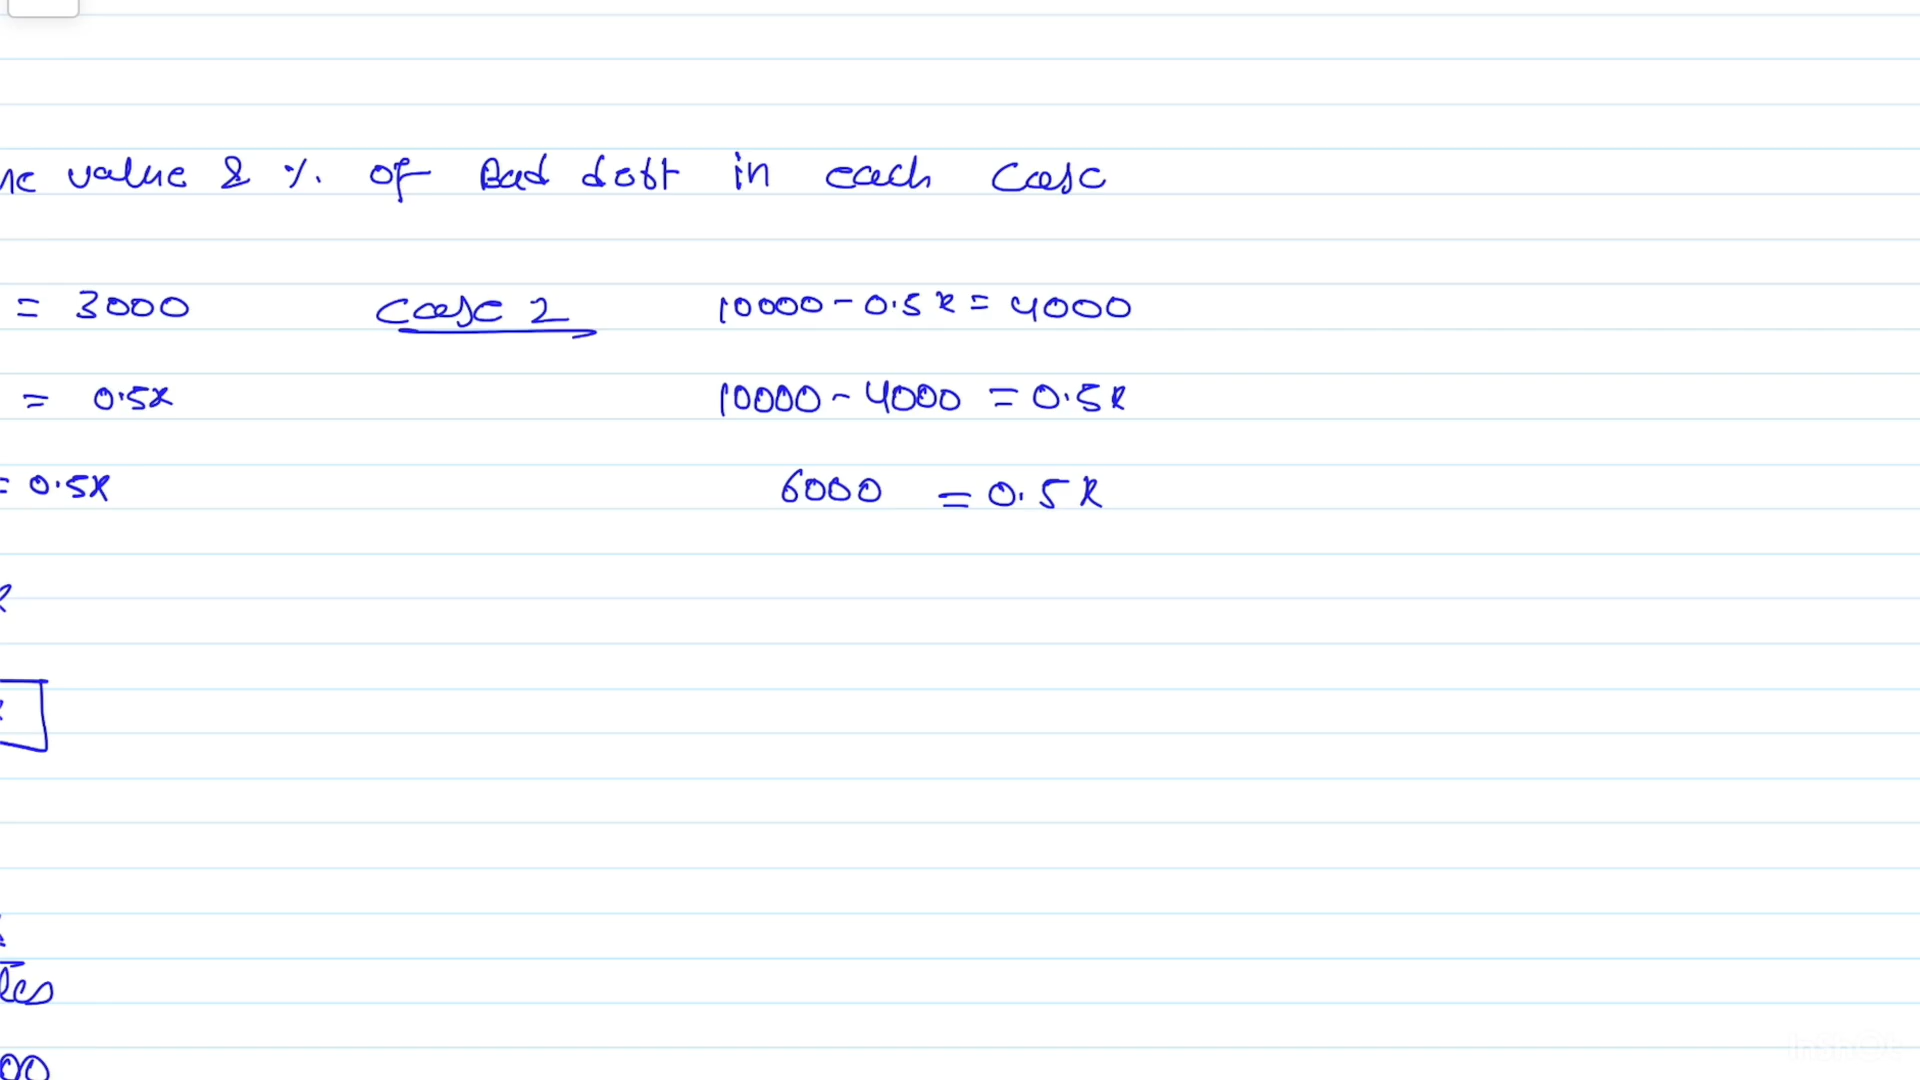 value & %. of Bad debt in each Case
= 3000 Case 2 10000 - 0.5x = 4000
= 0.5x 10000 - 4000 = 0.5x
= 0.5x 6000 = 0.5x
x
00